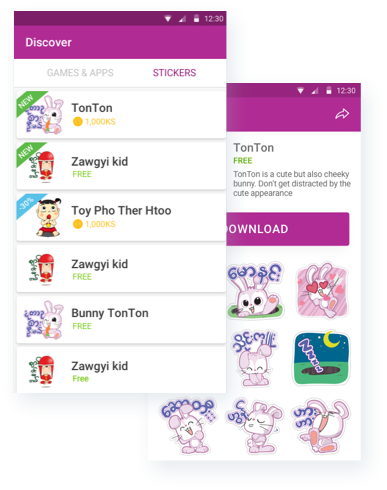 12:30
Discover
GAMES & APPS
STICKERS
NEW
TonTon
1,000KS
NEW
Zawgyi kid
FREE
-30%
Toy Pho Ther Htoo
1,000KS
Zawgyi kid
FREE
Bunny TonTon
FREE
Zawgyi kid
Free
12:30
TonTon
FREE
TonTon is a cute but also cheeky
bunny. Don't get distracted by the
cute appearance
DOWNLOAD